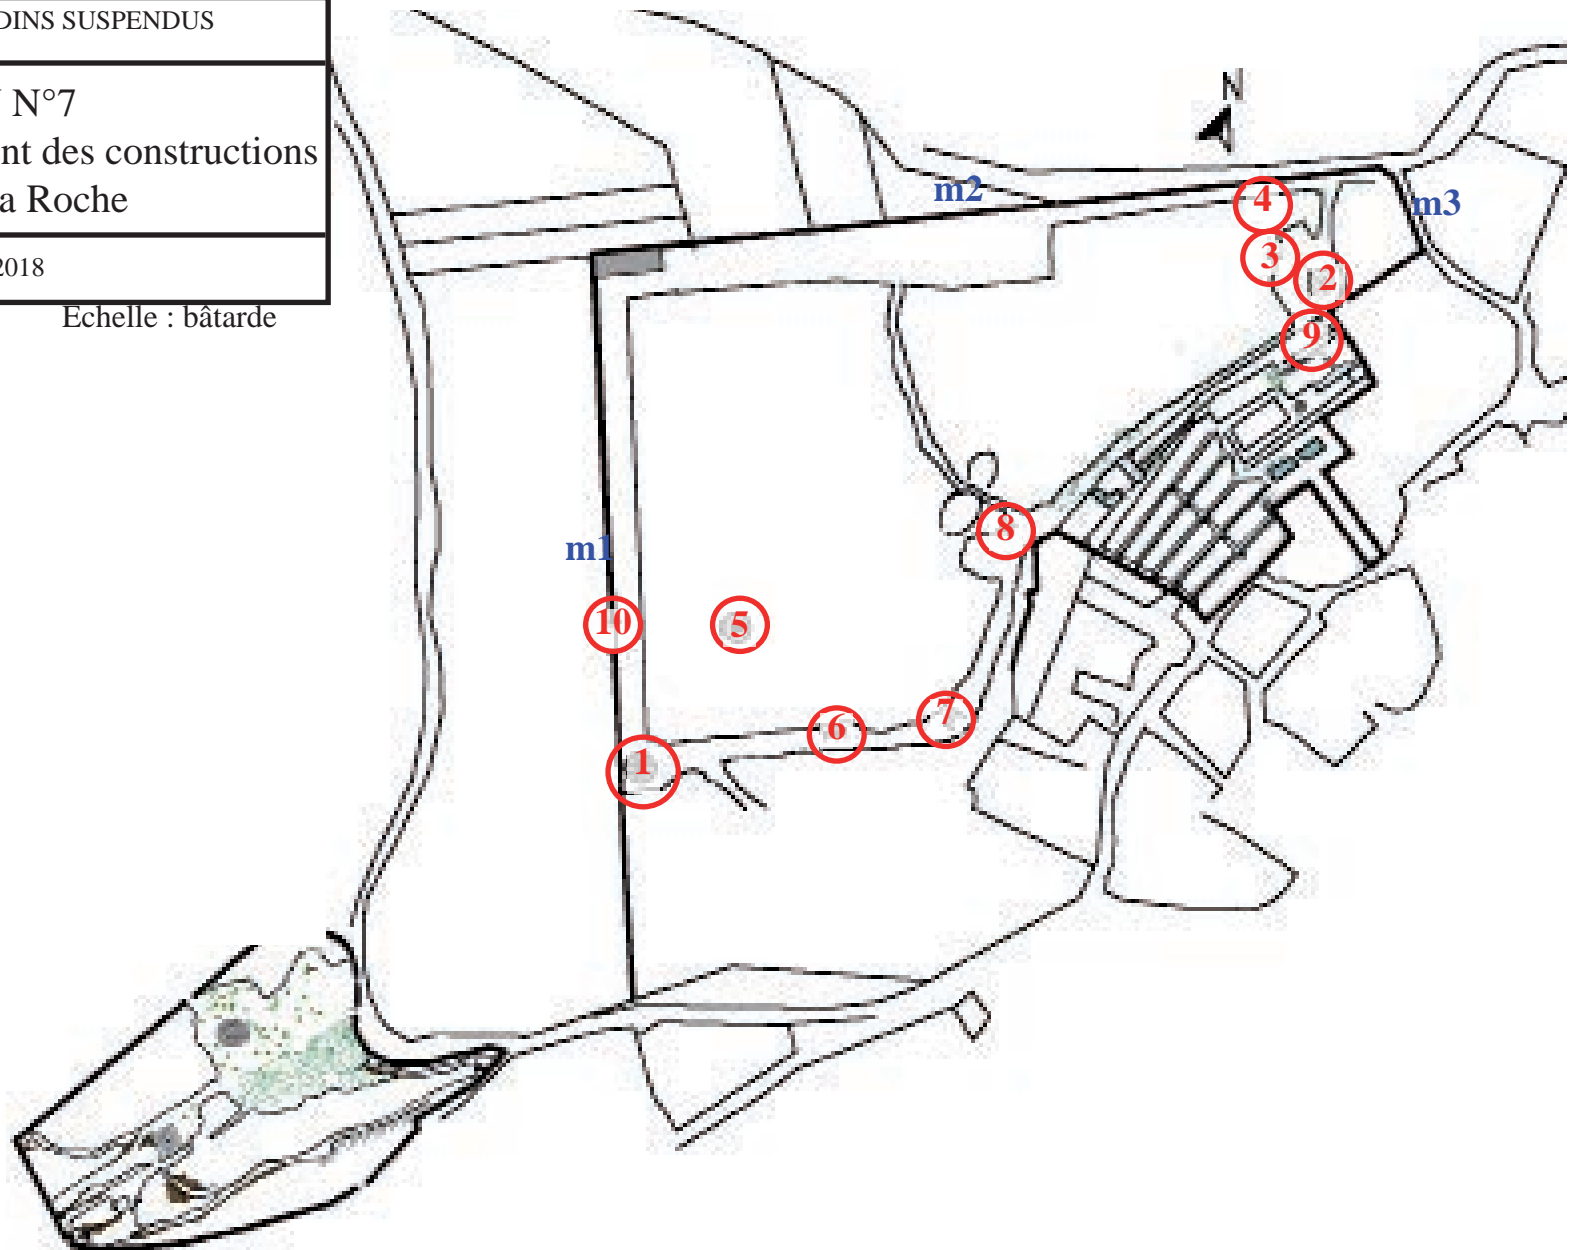 DINS SUSPENDUS
N°7
nt des constructions
a Roche
2018
Echelle : bâtarde
N
m2
4
m3
3
2
9
8
m1
10
5
7
6
1